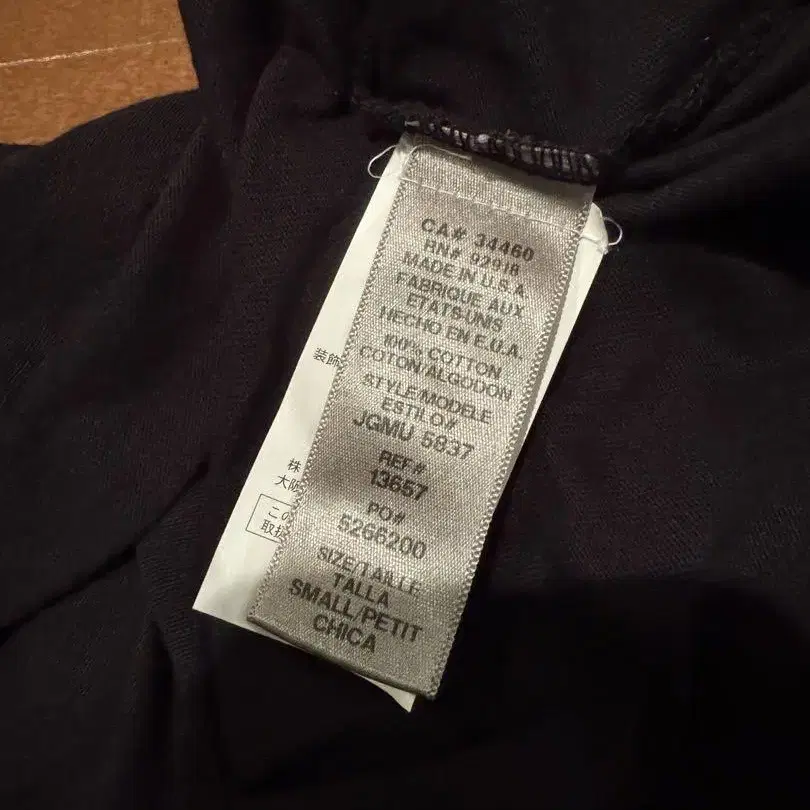 CA# 34460
RN# 92918
MADE IN U.S.A
FABRIQUE AUX
ETATS-UNIS
HECHO EN E.U.A.
100% COTTON
COTON/ALGODON
STYLE/MODELE
ESTILO#
JGMU 5837
REF #
13657
PO#
5266200
SIZE/TAILLE
TALLA
SMALL/PETIT
CHICA
装飾
株
大阪
この
取扱